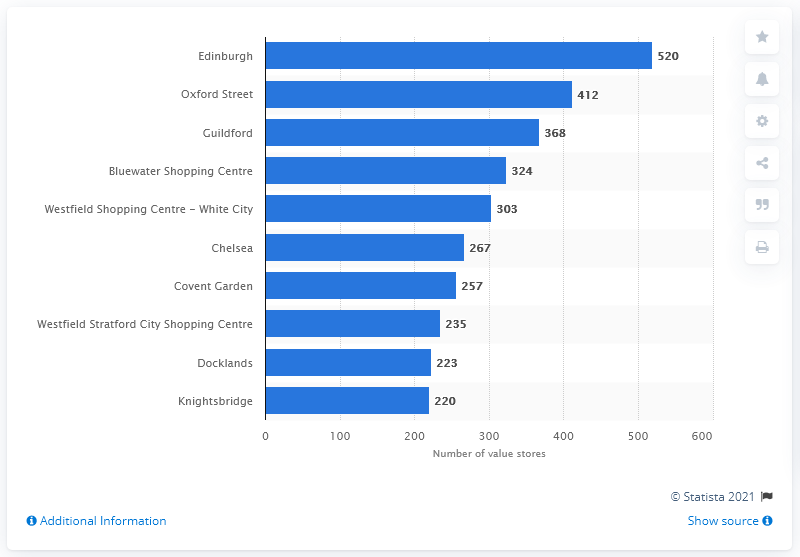 Edinburgh 520
Oxford Street 412
Guildford 368
Bluewater Shopping Centre 324
Westfield Shopping Centre – White City 303
Chelsea 267
Covent Garden 257
Westfield Stratford City Shopping Centre 235
Docklands 223
Knightsbridge 220
0 100 200 300 400 500 600
Number of value stores
© Statista 2021
Additional Information Show source